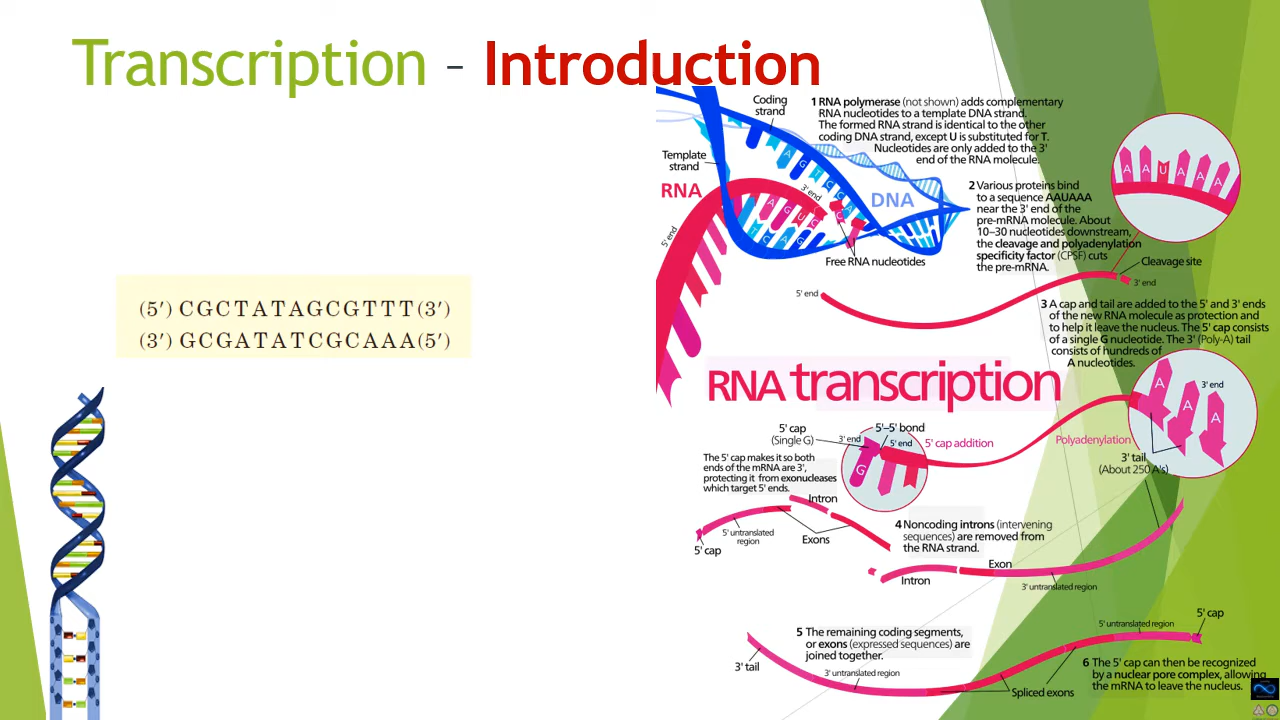 Transcription – Introduction
(5′) CGCTATAGCGTTT(3′)
(3′) GCGATATCGCAAA(5′)
Coding
strand
Template
strand
RNA
5' end
3' end
A G T C C A
A G U C
C
T C A G
DNA
Free RNA nucleotides
1 RNA polymerase (not shown) adds complementary
RNA nucleotides to a template DNA strand.
The formed RNA strand is identical to the other
coding DNA strand, except U is substituted for T.
Nucleotides are only added to the 3'
end of the RNA molecule.
2 Various proteins bind
to a sequence AAUAAA
near the 3' end of the
pre-mRNA molecule. About
10–30 nucleotides downstream,
the cleavage and polyadenylation
specificity factor (CPSF) cuts
the pre-mRNA.
A A U A A A
Cleavage site
3' end
5' end
3 A cap and tail are added to the 5' and 3' ends
of the new RNA molecule as protection and
to help it leave the nucleus. The 5' cap consists
of a single G nucleotide. The 3' (Poly-A) tail
consists of hundreds of
A nucleotides.
RNA transcription
A A A
3' end
5' cap
(Single G)
3' end
5'–5' bond
5' end
5' cap addition
G
Polyadenylation
3' tail
(About 250 A's)
The 5' cap makes it so both
ends of the mRNA are 3',
protecting it from exonucleases
which target 5' ends.
Intron
5' untranslated
region
Exons
5' cap
4 Noncoding introns (intervening
sequences) are removed from
the RNA strand.
Intron
Exon
3' untranslated region
5 The remaining coding segments,
or exons (expressed sequences) are
joined together.
3' tail
3' untranslated region
Spliced exons
5' untranslated region
5' cap
6 The 5' cap can then be recognized
by a nuclear pore complex, allowing
the mRNA to leave the nucleus.